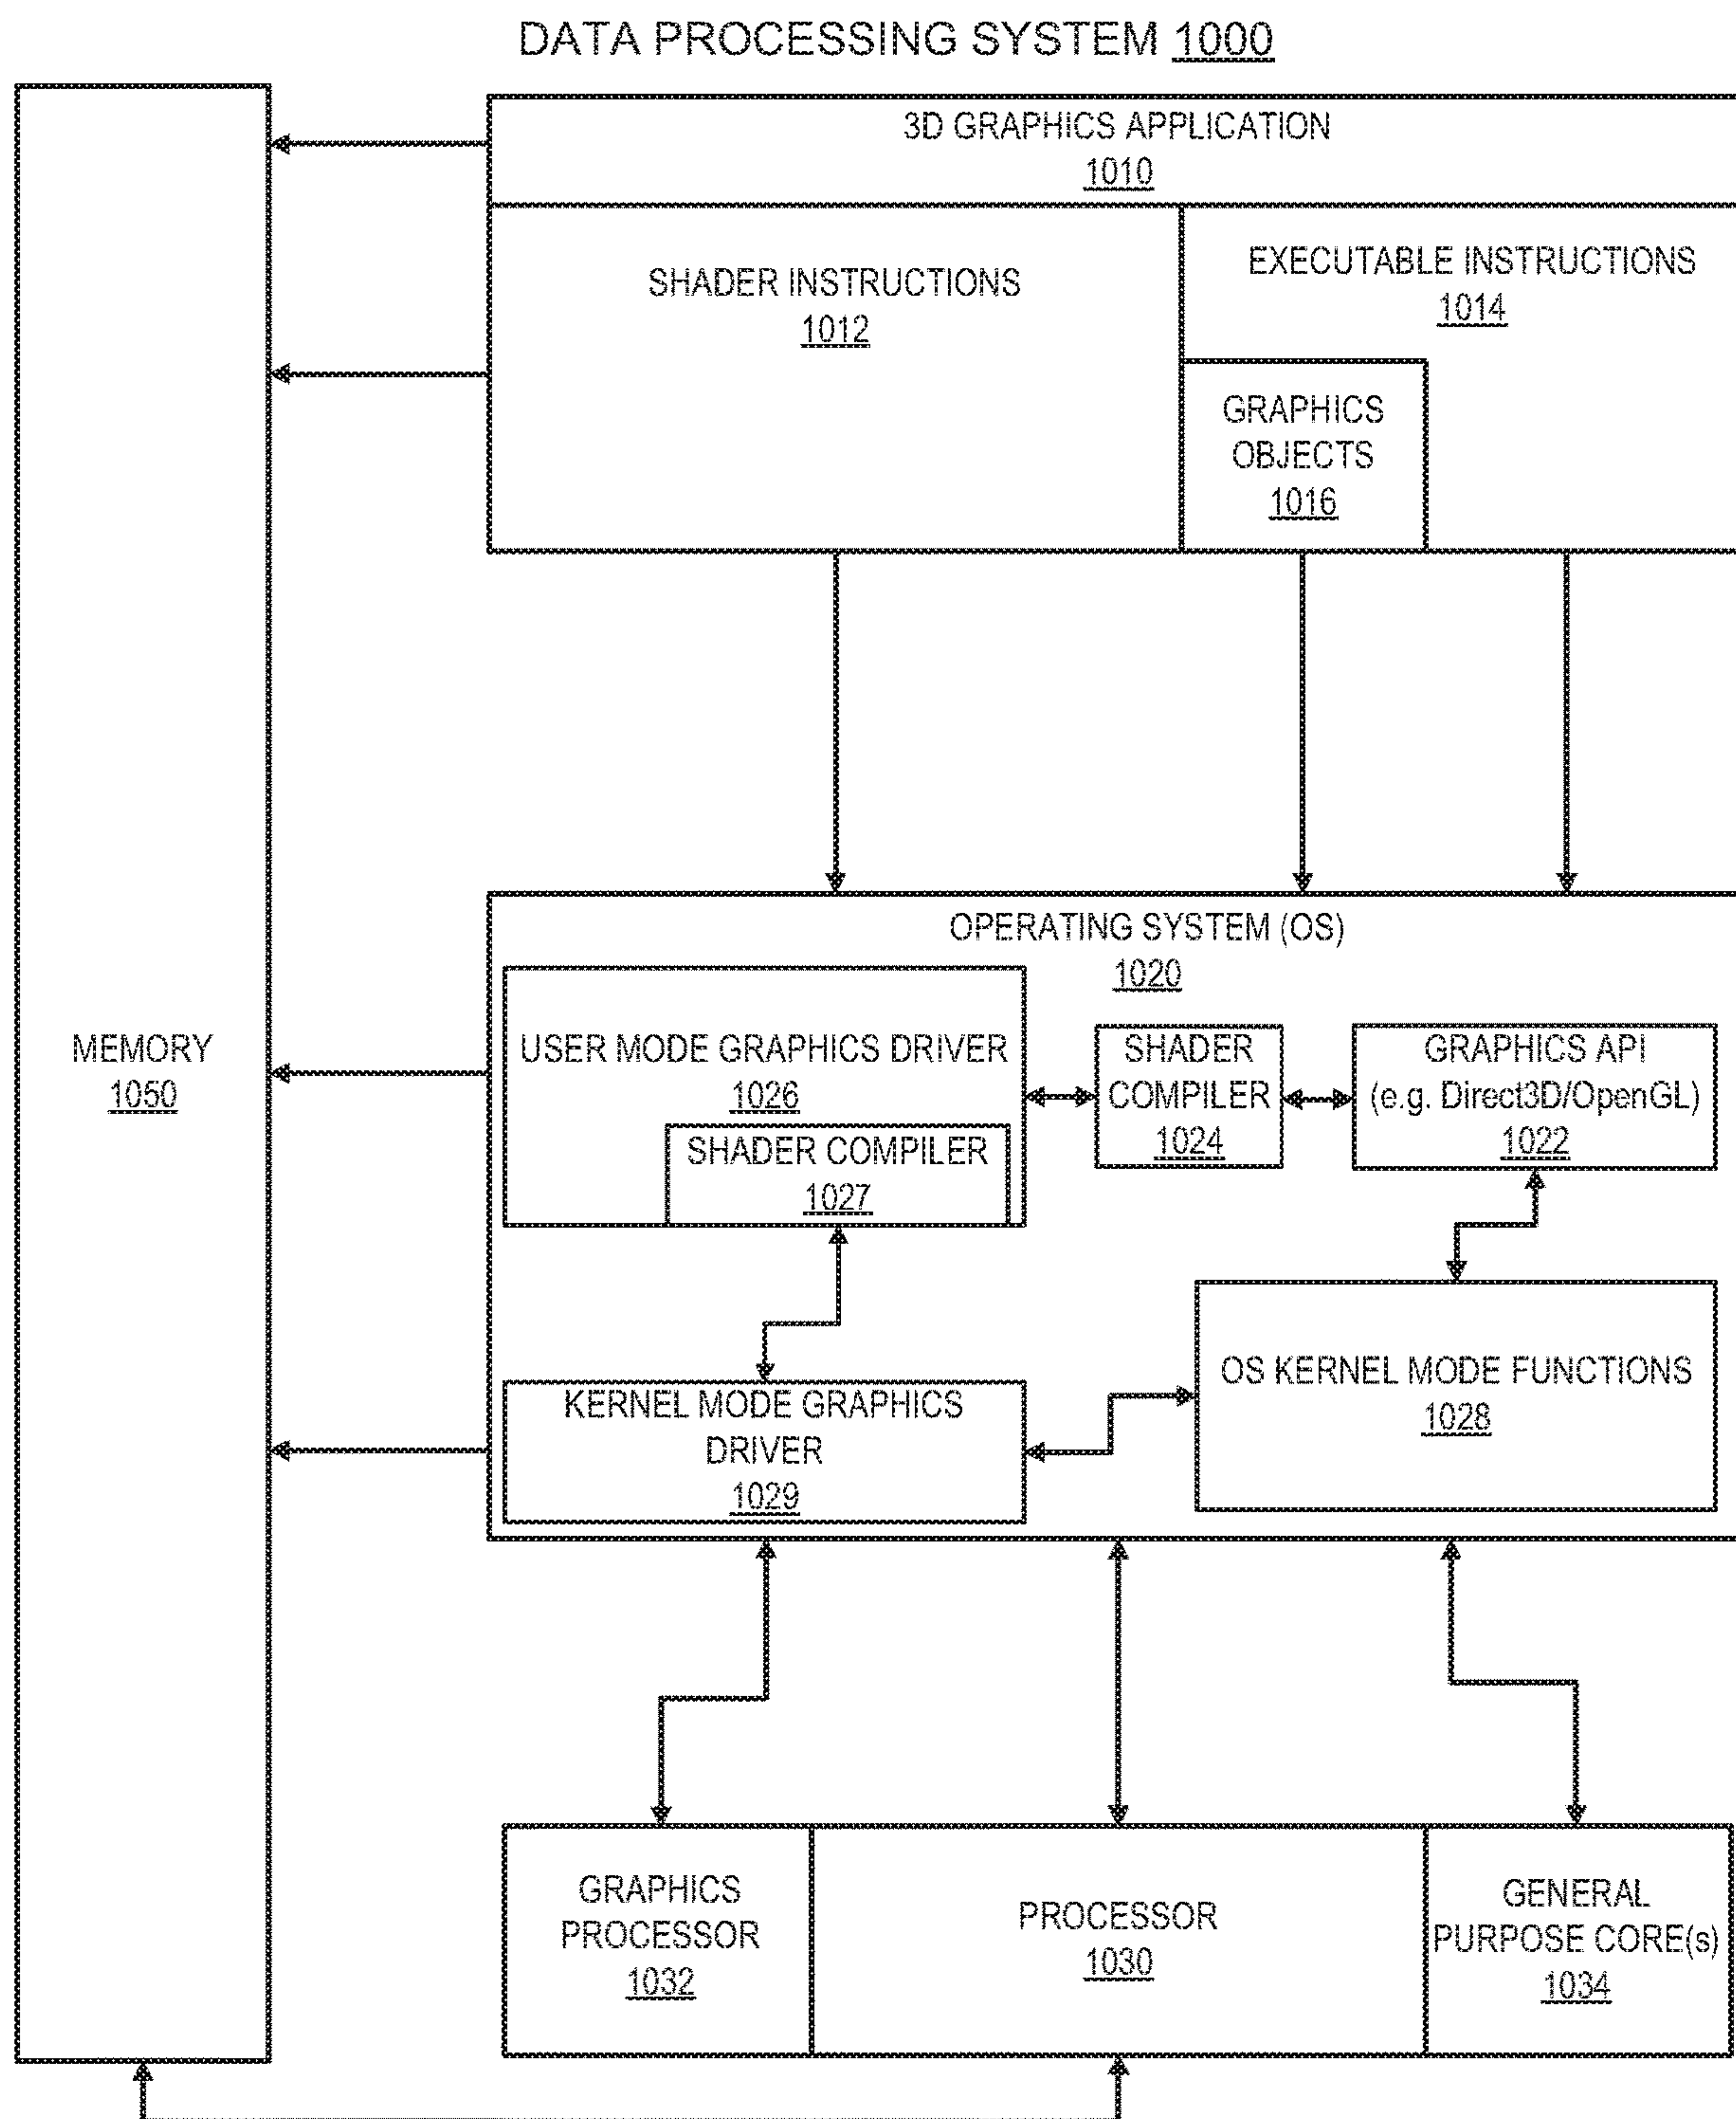 DATA PROCESSING SYSTEM 1000
3D GRAPHICS APPLICATION
1010
SHADER INSTRUCTIONS
1012
EXECUTABLE INSTRUCTIONS
1014
GRAPHICS
OBJECTS
1016
OPERATING SYSTEM (OS)
1020
MEMORY
1050
USER MODE GRAPHICS DRIVER
1026
SHADER COMPILER
1027
SHADER
COMPILER
1024
GRAPHICS API
(e.g. Direct3D/OpenGL)
1022
KERNEL MODE GRAPHICS
DRIVER
1029
OS KERNEL MODE FUNCTIONS
1028
GRAPHICS
PROCESSOR
1032
PROCESSOR
1030
GENERAL
PURPOSE CORE(s)
1034